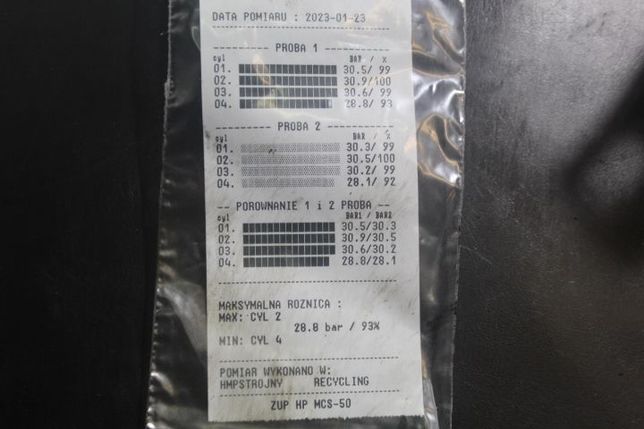 DATA POMIARU : 2023-01-23
--- PROBA 1 ---
cyl BAR / %
01. 30.5/ 99
02. 30.9/100
03. 30.6/ 99
04. 28.8/ 93
--- PROBA 2 ---
cyl BAR / %
01. 30.3/ 99
02. 30.5/100
03. 30.2/ 99
04. 28.1/ 92
-- POROWNANIE 1 i 2 PROBA --
cyl BAR1 / BAR2
01. 30.5/30.3
02. 30.9/30.5
03. 30.6/30.2
04. 28.8/28.1
MAKSYMALNA ROZNICA :
MAX: CYL 2
28.8 bar / 93%
MIN: CYL 4
POMIAR WYKONANO W:
HMPSTROJNY RECYCLING
ZUP HP MCS-50